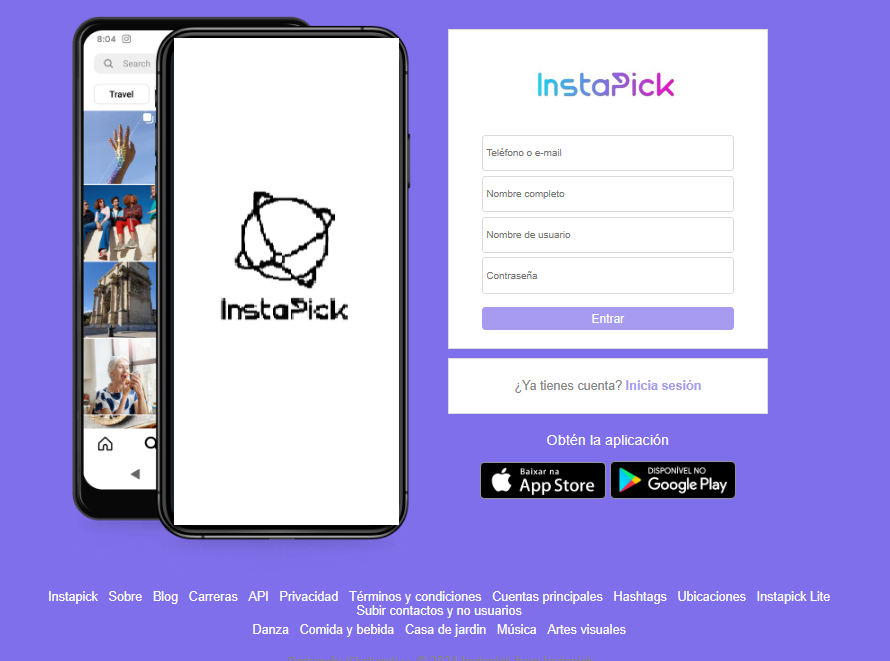 8:04
Search
Travel
InstaPick
InstaPick
Teléfono o e-mail
Nombre completo
Nombre de usuario
Contraseña
Entrar
¿Ya tienes cuenta? Inicia sesión
Obtén la aplicación
Baixar na
App Store
DISPONÍVEL NO
Google Play
Instapick Sobre Blog Carreras API Privacidad Términos y condiciones Cuentas principales Hashtags Ubicaciones Instapick Lite
Subir contactos y no usuarios
Danza Comida y bebida Casa de jardin Música Artes visuales